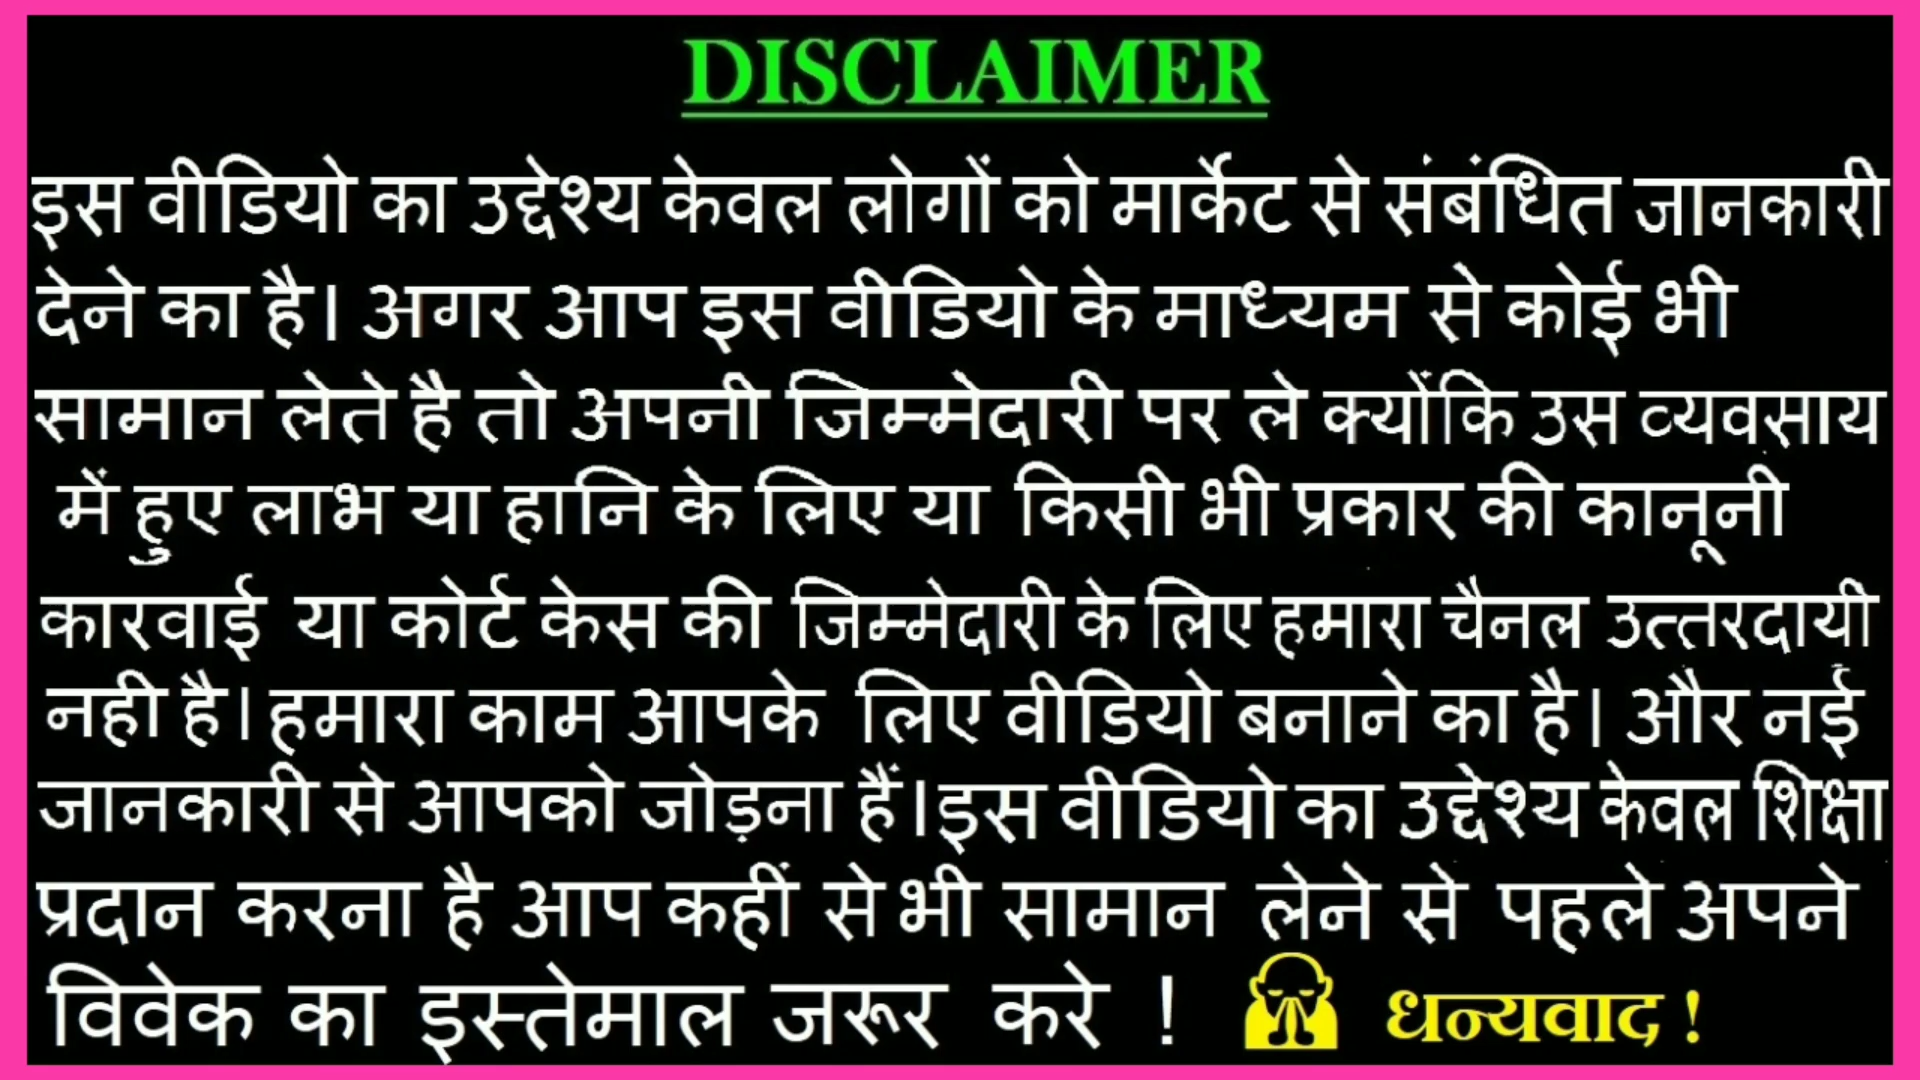 DISCLAIMER
इस वीडियो का उद्देश्य केवल लोगों को मार्केट से संबंधित जानकारी
देने का है। अगर आप इस वीडियो के माध्यम से कोई भी
सामान लेते है तो अपनी जिम्मेदारी पर ले क्योंकि उस व्यवसाय
में हुए लाभ या हानि के लिए या किसी भी प्रकार की कानूनी
कारवाई या कोर्ट केस की जिम्मेदारी के लिए हमारा चैनल उत्तरदायी
नही है। हमारा काम आपके लिए वीडियो बनाने का है। और नई
जानकारी से आपको जोड़ना हैं।इस वीडियो का उद्देश्य केवल शिक्षा
प्रदान करना है आप कहीं से भी सामान लेने से पहले अपने
विवेक का इस्तेमाल जरूर करे ! धन्यवाद !